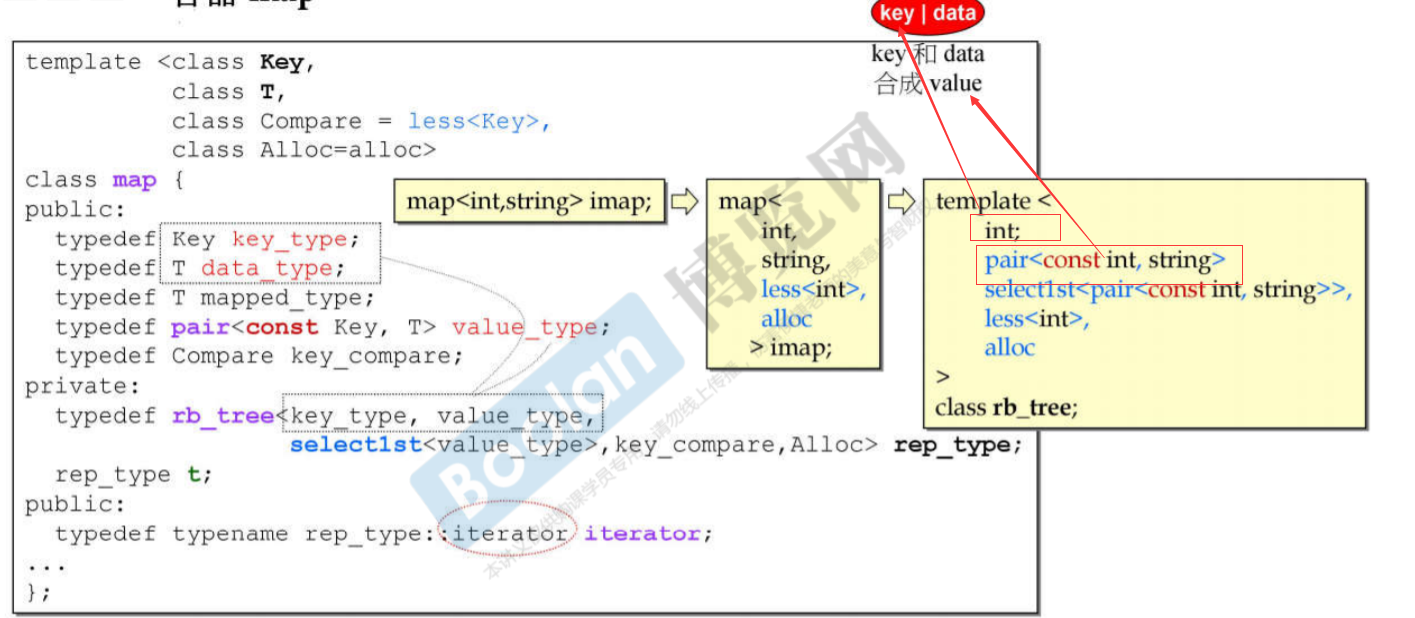 容器 map
key | data
key 和 data
合成 value
template <class Key,
class T,
class Compare = less<Key>,
class Alloc=alloc>
class map {
public:
typedef Key key_type;
typedef T data_type;
typedef T mapped_type;
typedef pair<const Key, T> value_type;
typedef Compare key_compare;
private:
typedef rb_tree<key_type, value_type,
select1st<value_type>,key_compare,Alloc> rep_type;
rep_type t;
public:
typedef typename rep_type::iterator iterator;
...
};
map<int,string> imap;
map<
int,
string,
less<int>,
alloc
> imap;
template <
int;
pair<const int, string>
select1st<pair<const int, string>>,
less<int>,
alloc
>
class rb_tree;
Boolan
博览网